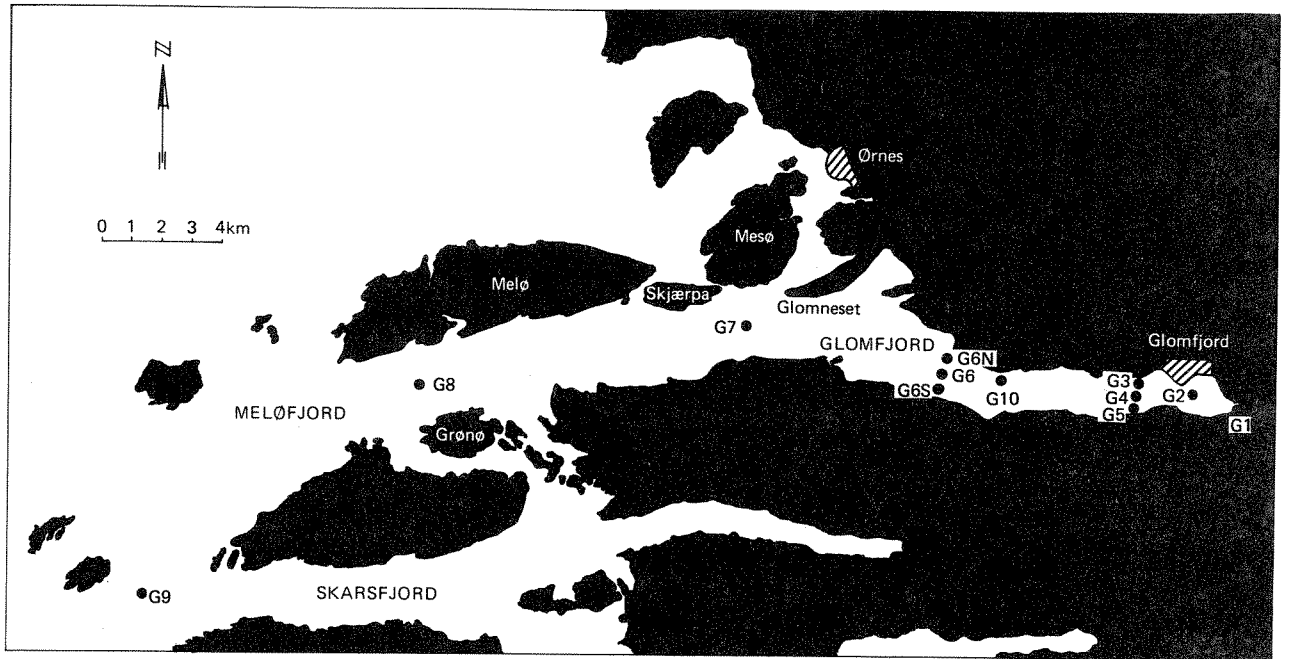 N
Ørnes
0 1 2 3 4km
Mesø
Melø
Skjærpa
Glomneset
G7
GLOMFJORD
Glomfjord
G6N
G6
G6S
G10
G3
G4
G5
G2
G1
G8
MELØFJORD
Grønø
SKARSFJORD
G9